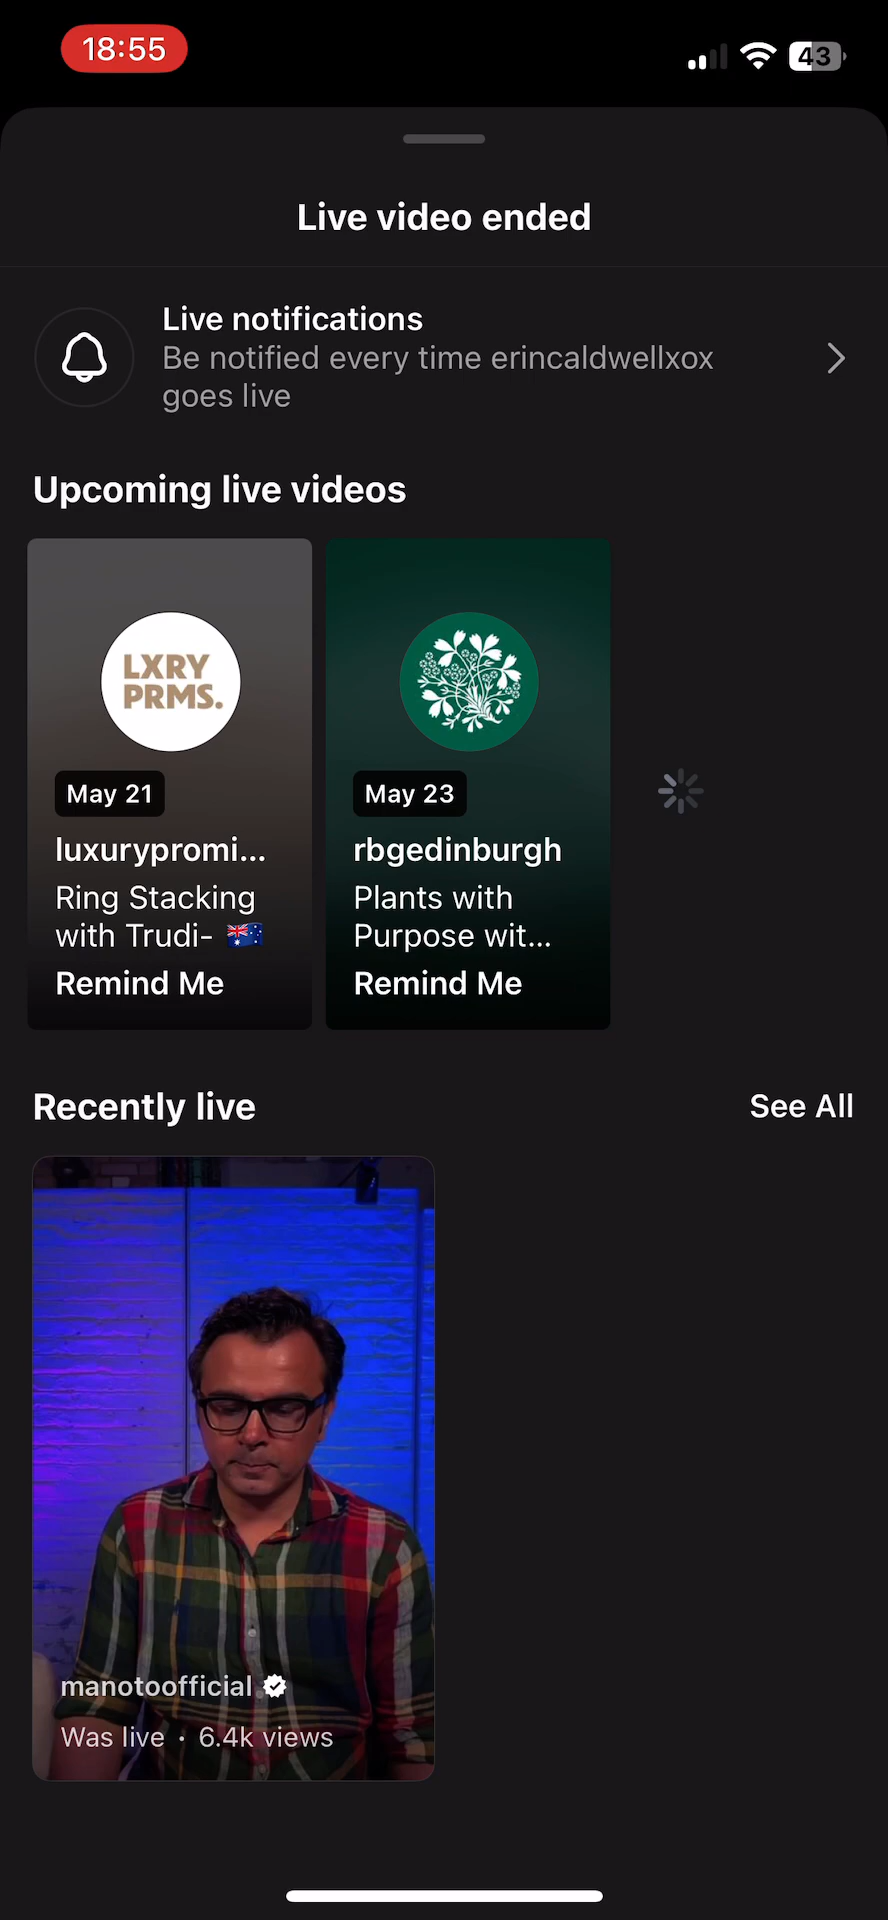 18:55
43
Live video ended
Live notifications
Be notified every time erincaldwellxox
goes live
Upcoming live videos
LXRY
PRMS.
May 21
luxurypromi...
Ring Stacking
with Trudi- 🇦🇺
Remind Me
May 23
rbgedinburgh
Plants with
Purpose wit...
Remind Me
Recently live
See All
manotoofficial
Was live · 6.4k views